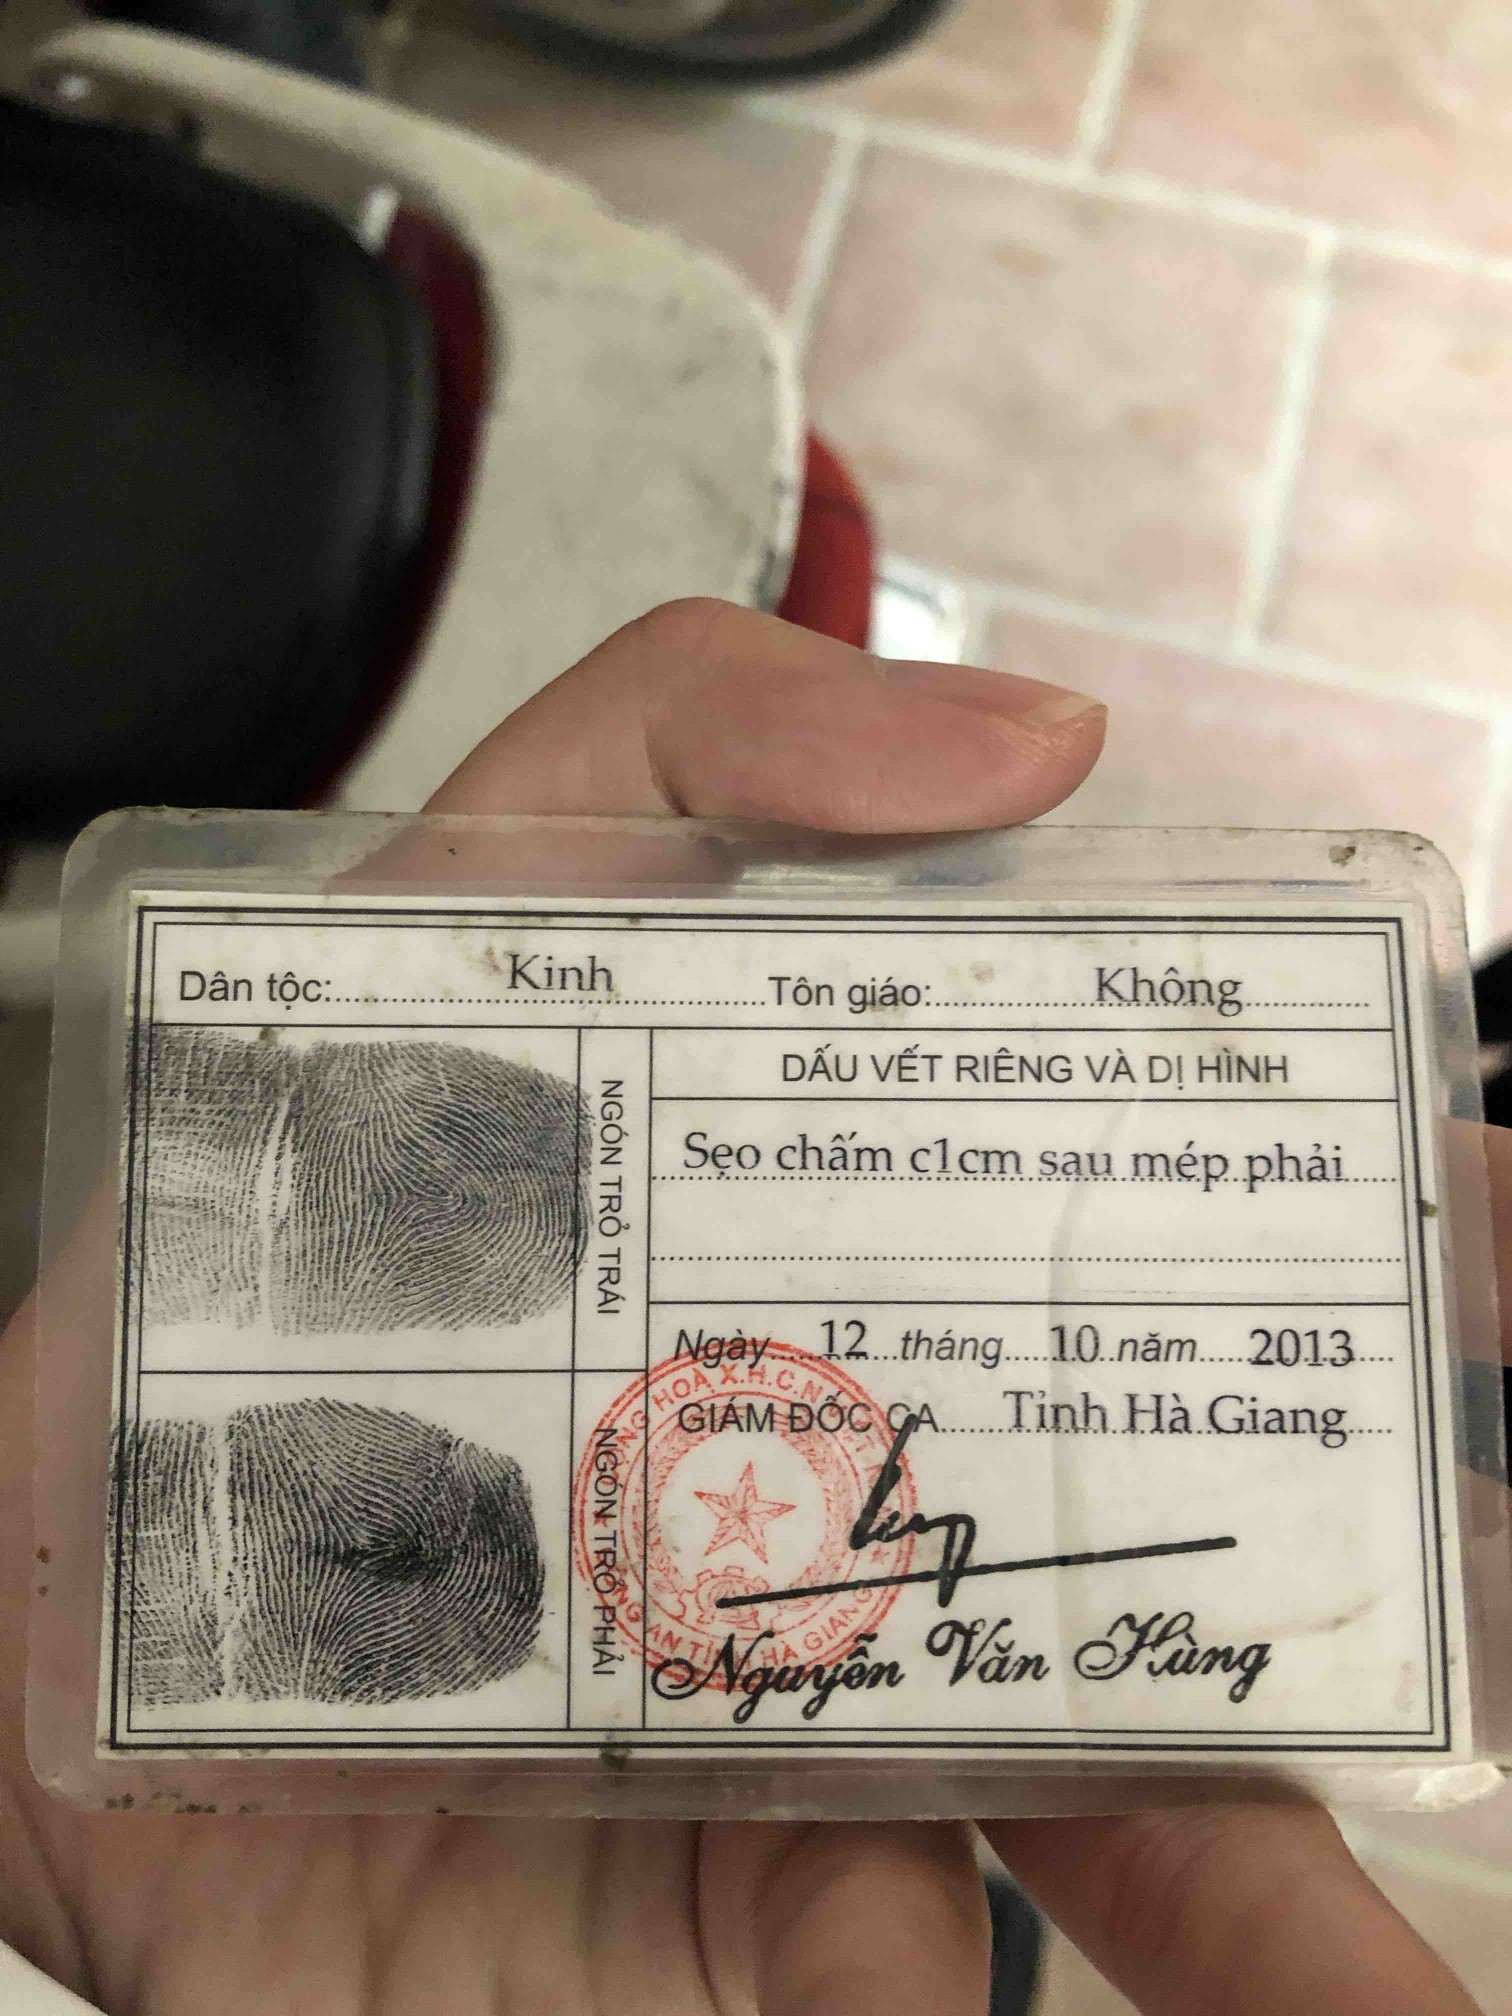 Dân tộc: Kinh Tôn giáo: Không
NGÓN TRỎ TRÁI
DẤU VẾT RIÊNG VÀ DỊ HÌNH
Sẹo chấm c1cm sau mép phải
Ngày 12 tháng 10 năm 2013
GIÁM ĐỐC CA Tỉnh Hà Giang
NGÓN TRỎ PHẢI
Nguyễn Văn Hùng